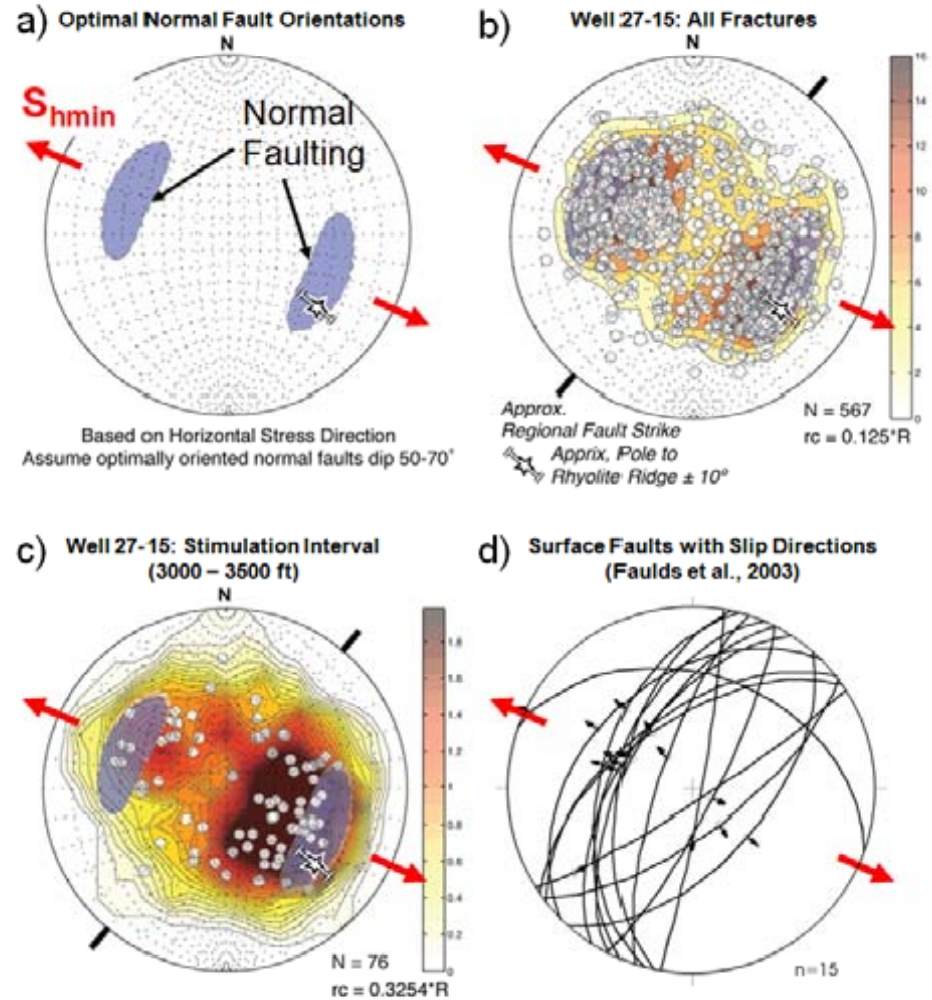 a) Optimal Normal Fault Orientations
N
Shmin
Normal
Faulting
Based on Horizontal Stress Direction
Assume optimally oriented normal faults dip 50-70°
b) Well 27-15: All Fractures
N
16
14
12
10
8
6
4
2
0
Approx.
Regional Fault Strike
Apprix, Pole to
Rhyolite Ridge ± 10°
N = 567
rc = 0.125*R
c) Well 27-15: Stimulation Interval
(3000 – 3500 ft)
N
1.8
1.6
1.4
1.2
1
0.8
0.6
0.4
0.2
0
N = 76
rc = 0.3254*R
d) Surface Faults with Slip Directions
(Faulds et al., 2003)
n=15